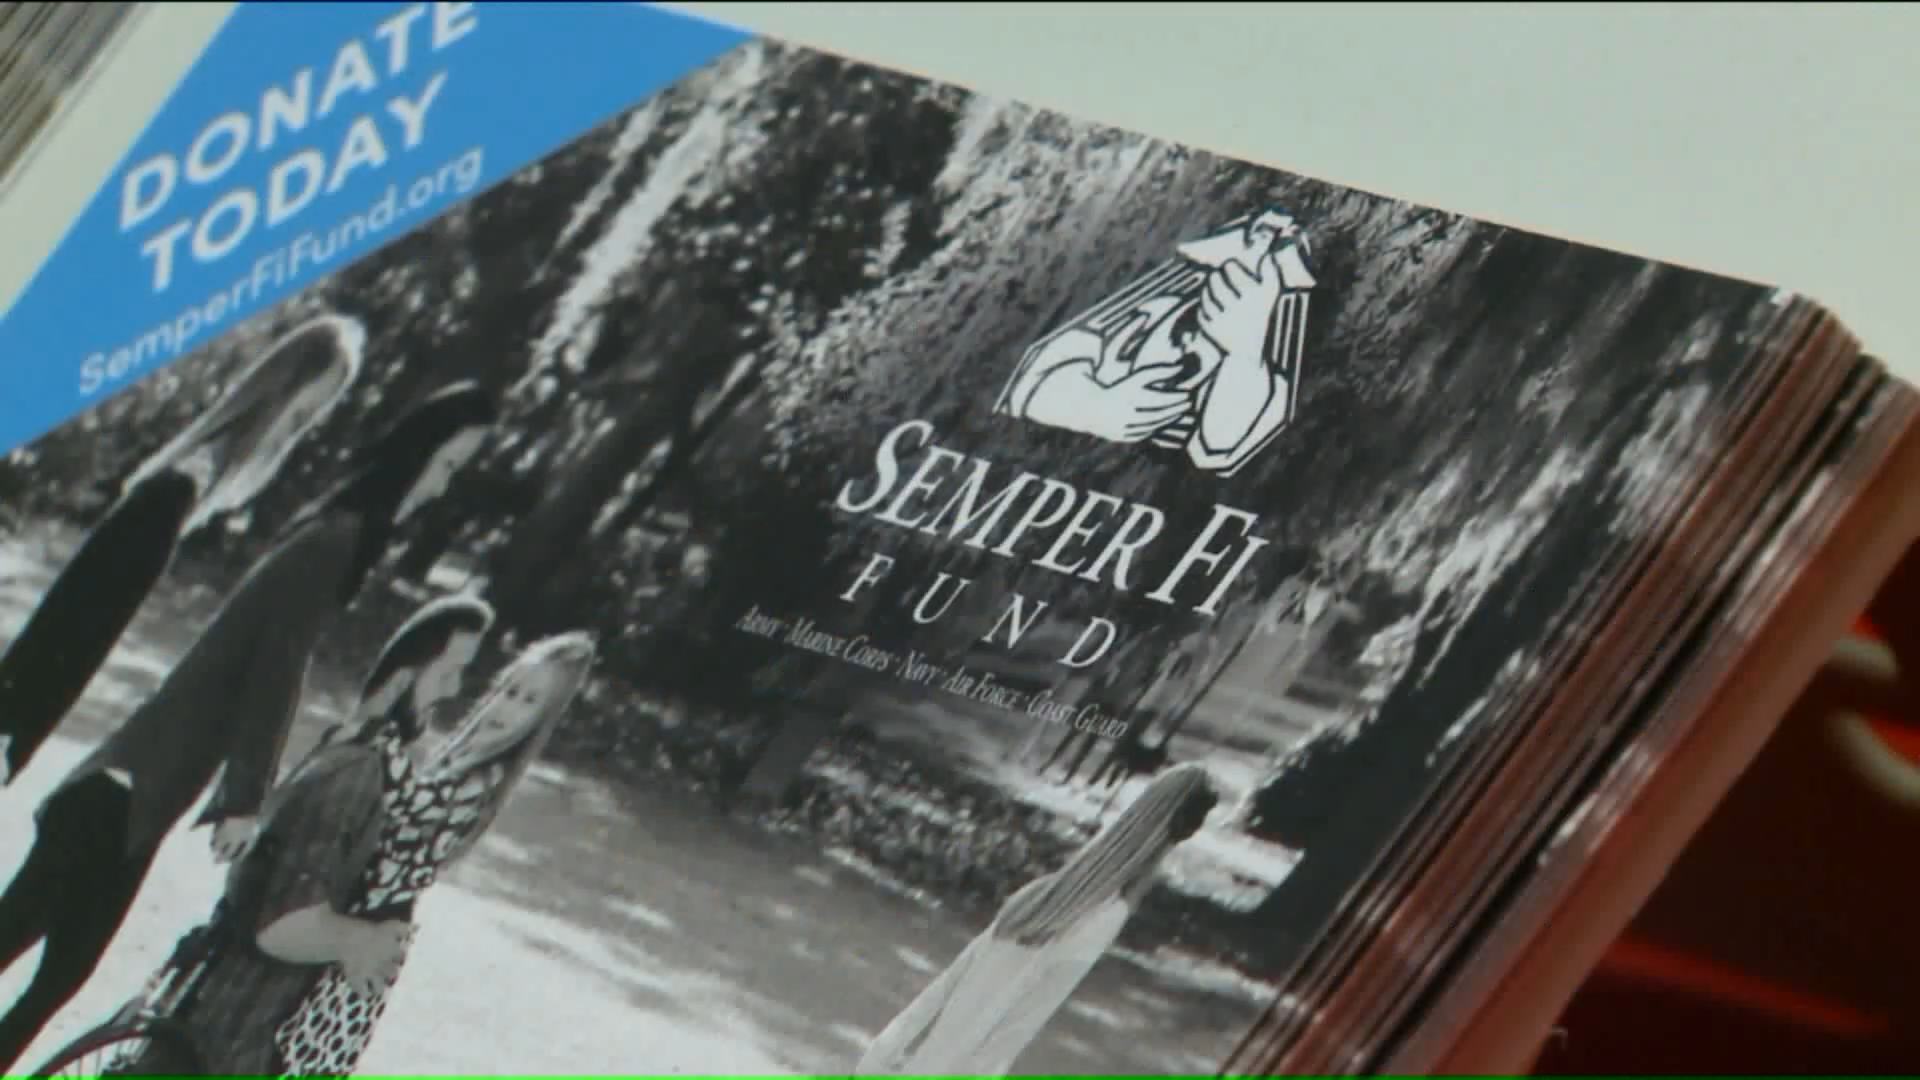 DONATE
TODAY
SemperFiFund.org
SEMPER FI
FUND
ARMY · MARINE CORPS · NAVY · AIR FORCE · COAST GUARD